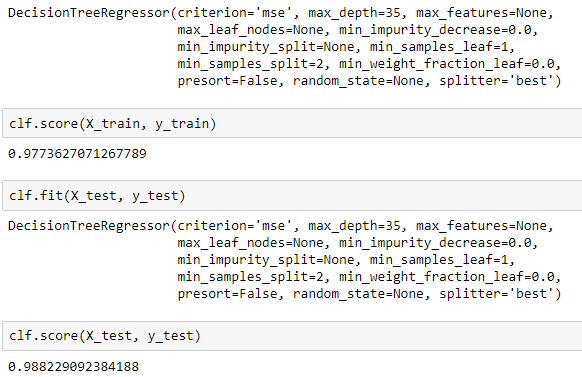 DecisionTreeRegressor(criterion='mse', max_depth=35, max_features=None,
max_leaf_nodes=None, min_impurity_decrease=0.0,
min_impurity_split=None, min_samples_leaf=1,
min_samples_split=2, min_weight_fraction_leaf=0.0,
presort=False, random_state=None, splitter='best')
clf.score(X_train, y_train)
0.9773627071267789
clf.fit(X_test, y_test)
DecisionTreeRegressor(criterion='mse', max_depth=35, max_features=None,
max_leaf_nodes=None, min_impurity_decrease=0.0,
min_impurity_split=None, min_samples_leaf=1,
min_samples_split=2, min_weight_fraction_leaf=0.0,
presort=False, random_state=None, splitter='best')
clf.score(X_test, y_test)
0.988229092384188